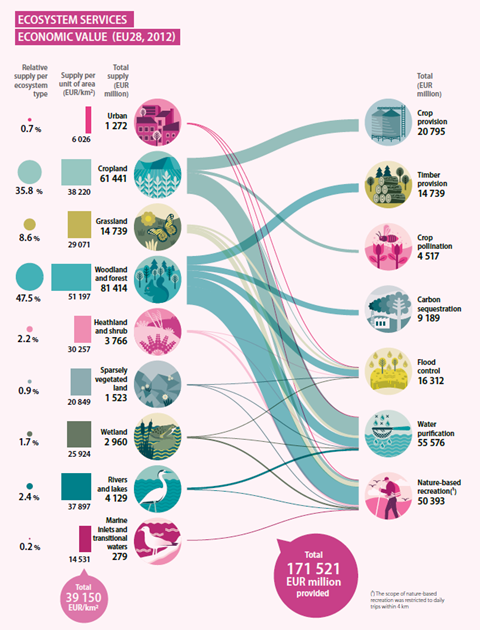 ECOSYSTEM SERVICES
ECONOMIC VALUE (EU28, 2012)
Relative
supply per
ecosystem
type
Supply per
unit of area
(EUR/km²)
Total
supply
(EUR
million)
Total
(EUR
million)
0.7 %
6 026
Urban
1 272
35.8 %
38 220
Cropland
61 441
8.6 %
29 071
Grassland
14 739
47.5 %
51 197
Woodland
and forest
81 414
2.2 %
30 257
Heathland
and shrub
3 766
0.9 %
20 849
Sparsely
vegetated
land
1 523
1.7 %
25 924
Wetland
2 960
2.4 %
37 897
Rivers
and lakes
4 129
0.2 %
14 531
Marine
inlets and
transitional
waters
279
Crop
provision
20 795
Timber
provision
14 739
Crop
pollination
4 517
Carbon
sequestration
9 189
Flood
control
16 312
Water
purification
55 576
Nature-based
recreation(¹)
50 393
Total
39 150
EUR/km²
Total
171 521
EUR million
provided
(¹) The scope of nature-based
recreation was restricted to daily
trips within 4 km.